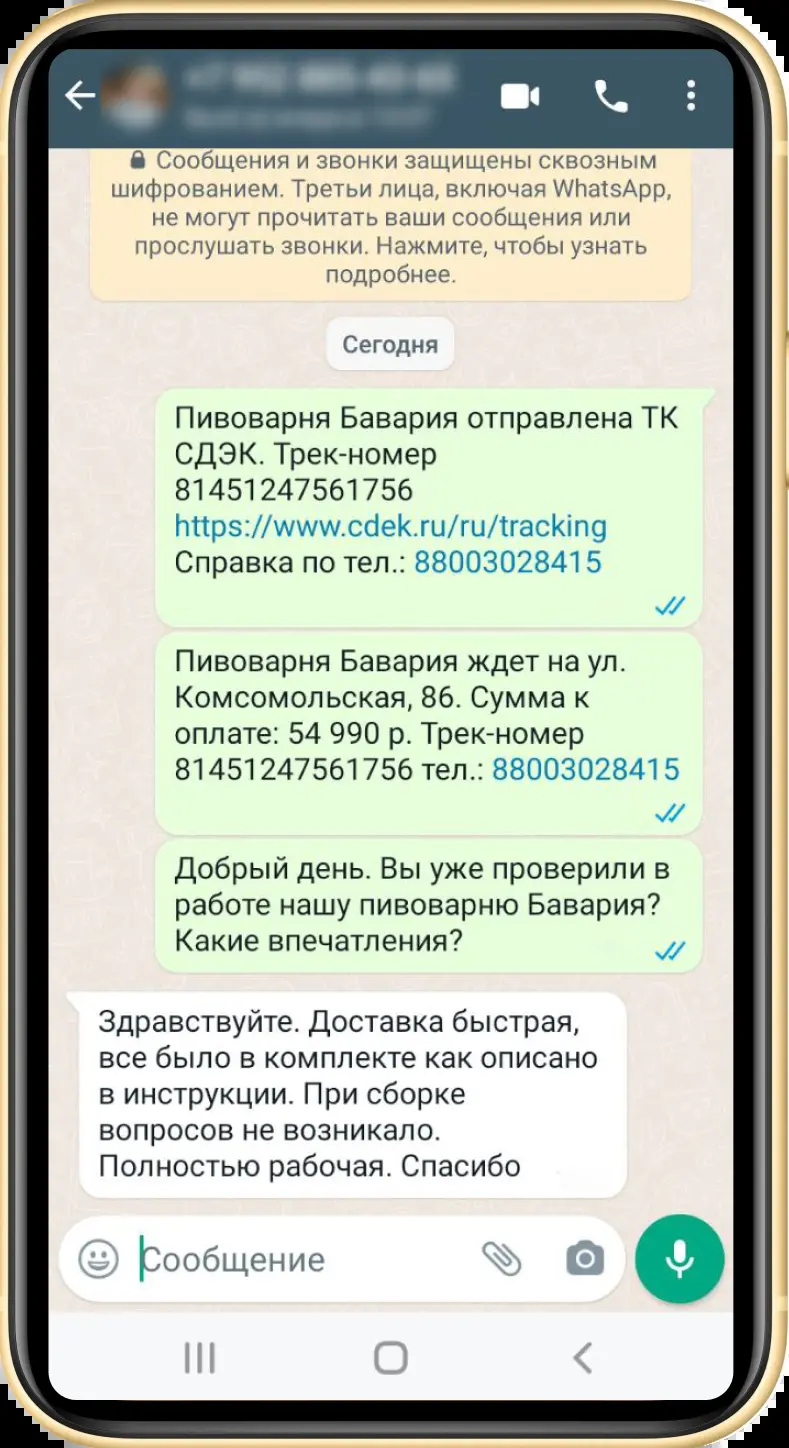 Сообщения и звонки защищены сквозным
шифрованием. Третьи лица, включая WhatsApp,
не могут прочитать ваши сообщения или
прослушать звонки. Нажмите, чтобы узнать
подробнее.
Сегодня
Пивоварня Бавария отправлена ТК
СДЭК. Трек-номер
81451247561756
https://www.cdek.ru/ru/tracking
Справка по тел.: 88003028415
Пивоварня Бавария ждет на ул.
Комсомольская, 86. Сумма к
оплате: 54 990 р. Трек-номер
81451247561756 тел.: 88003028415
Добрый день. Вы уже проверили в
работе нашу пивоварню Бавария?
Какие впечатления?
Здравствуйте. Доставка быстрая,
все было в комплекте как описано
в инструкции. При сборке
вопросов не возникало.
Полностью рабочая. Спасибо
Сообщение